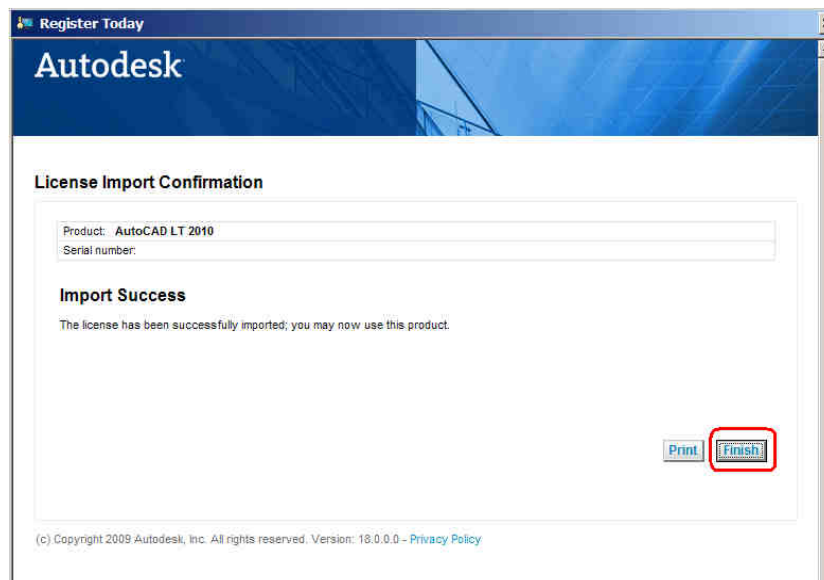 Register Today
Autodesk
License Import Confirmation
Product: AutoCAD LT 2010
Serial number:
Import Success
The license has been successfully imported; you may now use this product.
Print Finish
(c) Copyright 2009 Autodesk, Inc. All rights reserved. Version: 18.0.0.0 - Privacy Policy